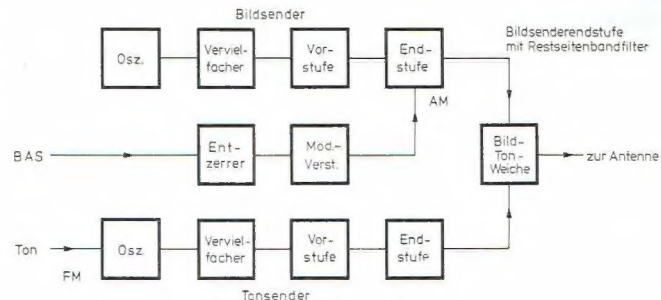 Bildsender
Bildsenderendstufe
mit Restseitenbandfilter
Osz.
Verviel-
facher
Vor-
stufe
End-
stufe
AM
BAS
Ent-
zerrer
Mod.-
Verst.
Bild-
Ton-
Weiche
zur Antenne
Ton
FM
Osz.
Verviel-
facher
Vor-
stufe
End-
stufe
Tonsender